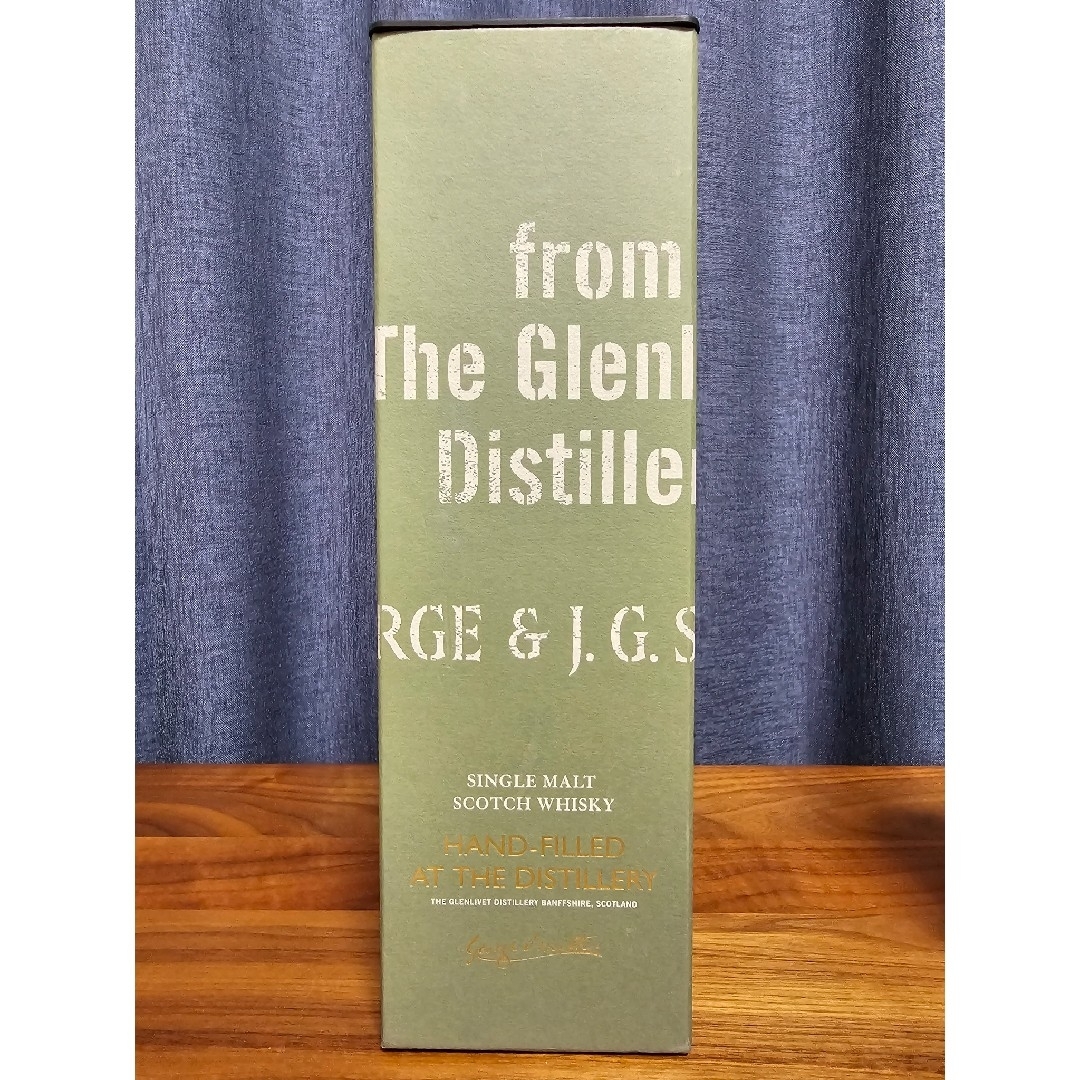 from
The Glenl
Distiller
RGE & J. G. S
SINGLE MALT
SCOTCH WHISKY
HAND-FILLED
AT THE DISTILLERY
THE GLENLIVET DISTILLERY BANFFSHIRE, SCOTLAND